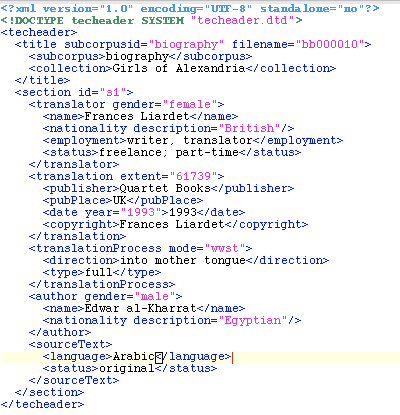 <?xml version="1.0" encoding="UTF-8" standalone="no"?>
<!DOCTYPE techeader SYSTEM "techeader.dtd">
<techeader>
  <title subcorpusid="biography" filename="bb000010">
    <subcorpus>biography</subcorpus>
    <collection>Girls of Alexandria</collection>
  </title>
  <section id="s1">
    <translator gender="female">
      <name>Frances Liardet</name>
      <nationality description="British"/>
      <employment>writer, translator</employment>
      <status>freelance; part-time</status>
    </translator>
    <translation extent="61739">
      <publisher>Quartet Books</publisher>
      <pubPlace>UK</pubPlace>
      <date year="1993">1993</date>
      <copyright>Frances Liardet</copyright>
    </translation>
    <translationProcess mode="wwst">
      <direction>into mother tongue</direction>
      <type>full</type>
    </translationProcess>
    <author gender="male">
      <name>Edwar al-Kharrat</name>
      <nationality description="Egyptian"/>
    </author>
    <sourceText>
      <language>Arabic</language>
      <status>original</status>
    </sourceText>
  </section>
</techeader>